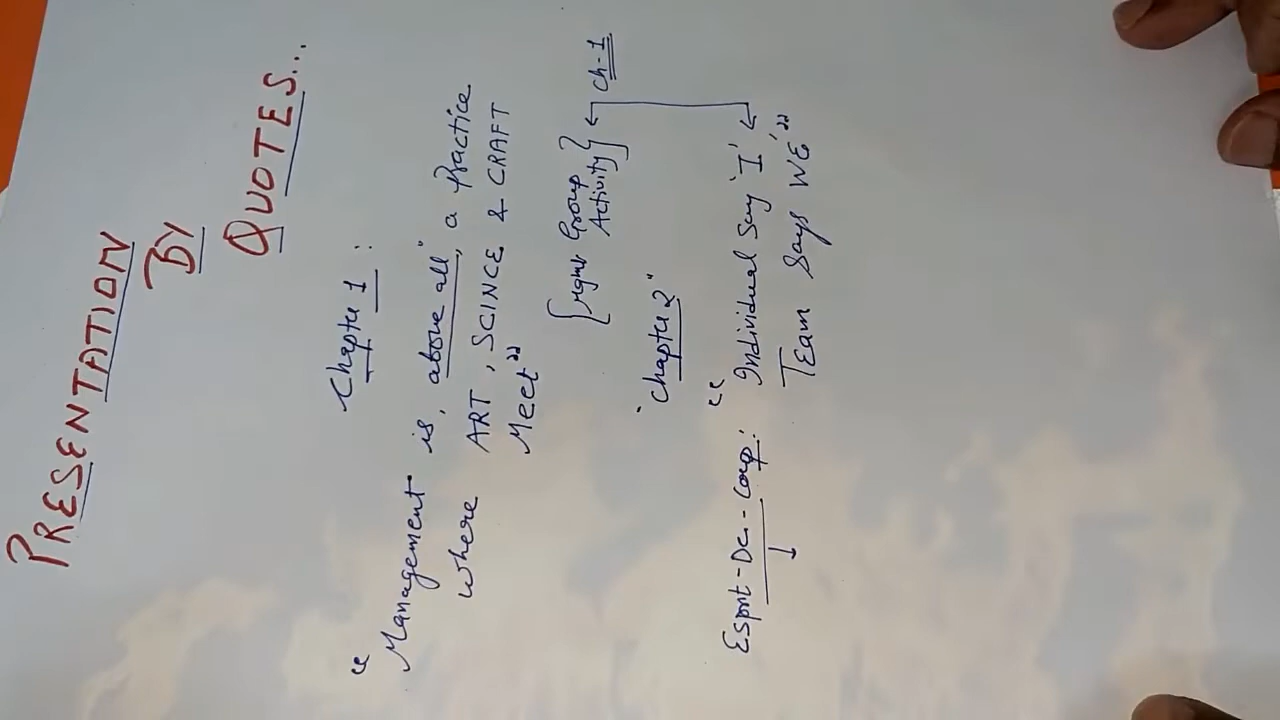 PRESENTATION
BY
QUOTES...
Chapter 1 :
"Management is, above all", a Practice
where ART, SCINCE & CRAFT
Meet"
{Mgmt Group
Activity} Ch-1
"Chapter 2"
Esprit-De-Corp: "Individual Say 'I'
Team Says WE'"